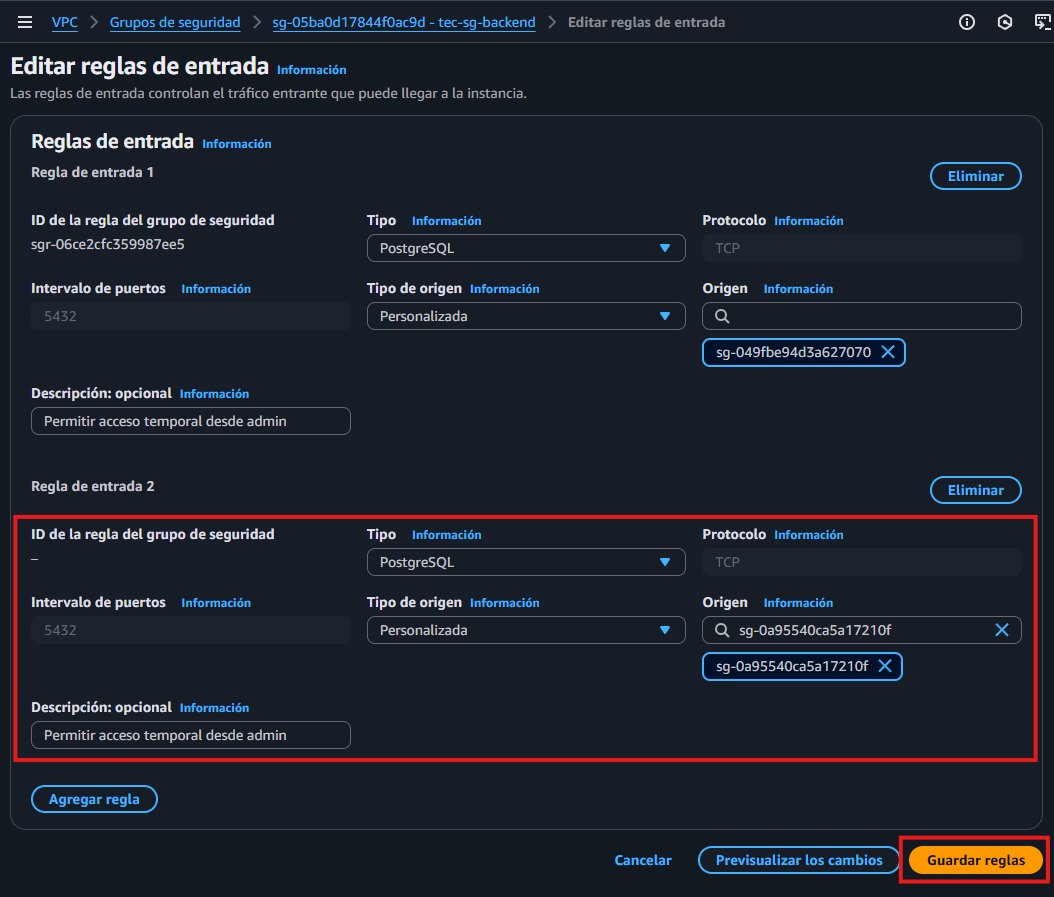 VPC > Grupos de seguridad > sg-05ba0d17844f0ac9d - tec-sg-backend > Editar reglas de entrada
Editar reglas de entrada Información
Las reglas de entrada controlan el tráfico entrante que puede llegar a la instancia.
Reglas de entrada Información
Regla de entrada 1
Eliminar
ID de la regla del grupo de seguridad
sgr-06ce2cfc359987ee5
Tipo Información
PostgreSQL
Protocolo Información
TCP
Intervalo de puertos Información
5432
Tipo de origen Información
Personalizada
Origen Información
sg-049fbe94d3a627070
Descripción: opcional Información
Permitir acceso temporal desde admin
Regla de entrada 2
Eliminar
ID de la regla del grupo de seguridad
–
Tipo Información
PostgreSQL
Protocolo Información
TCP
Intervalo de puertos Información
5432
Tipo de origen Información
Personalizada
Origen Información
sg-0a95540ca5a17210f
sg-0a95540ca5a17210f
Descripción: opcional Información
Permitir acceso temporal desde admin
Agregar regla
Cancelar
Previsualizar los cambios
Guardar reglas